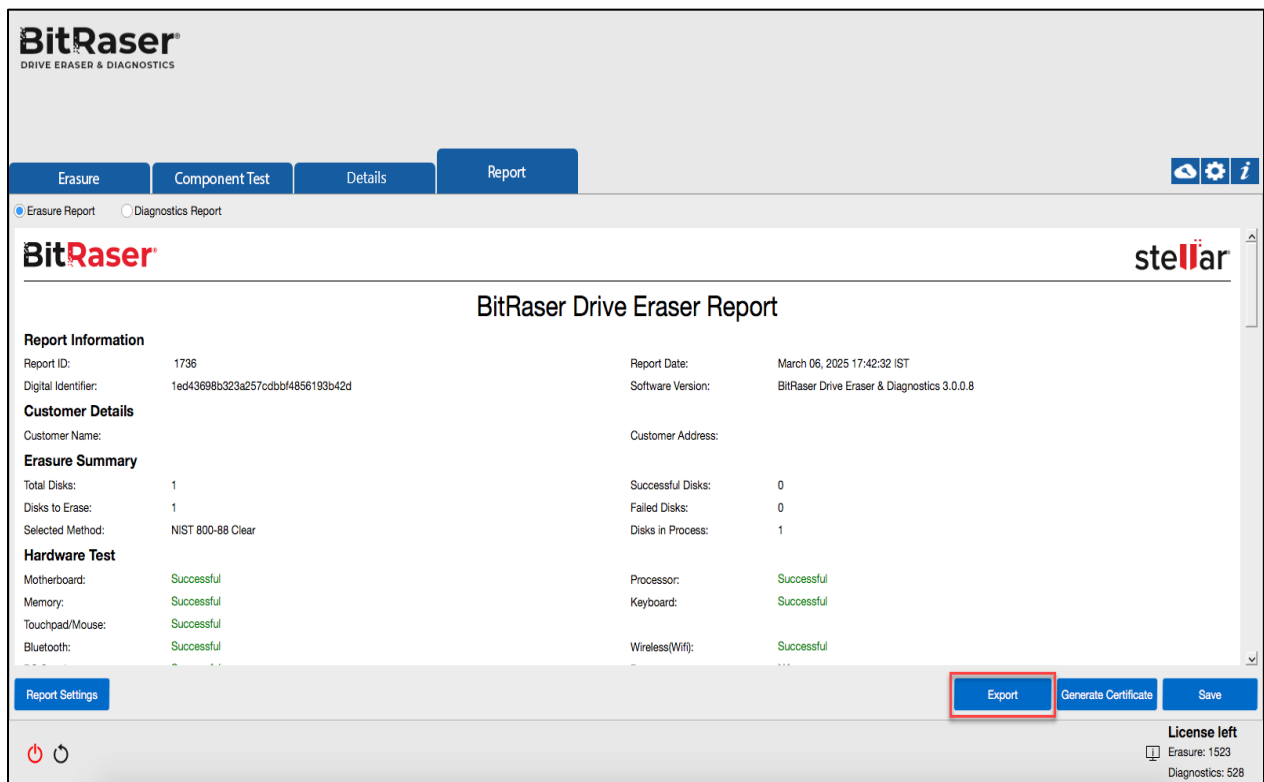 BitRaser®
DRIVE ERASER & DIAGNOSTICS
Erasure Component Test Details Report
Erasure Report Diagnostics Report
BitRaser® stellar
BitRaser Drive Eraser Report
Report Information
Report ID: 1736 Report Date: March 06, 2025 17:42:32 IST
Digital Identifier: 1ed43698b323a257cdbbf4856193b42d Software Version: BitRaser Drive Eraser & Diagnostics 3.0.0.8
Customer Details
Customer Name: Customer Address:
Erasure Summary
Total Disks: 1 Successful Disks: 0
Disks to Erase: 1 Failed Disks: 0
Selected Method: NIST 800-88 Clear Disks in Process: 1
Hardware Test
Motherboard: Successful Processor: Successful
Memory: Successful Keyboard: Successful
Touchpad/Mouse: Successful
Bluetooth: Successful Wireless(Wifi): Successful
Report Settings Export Generate Certificate Save
License left
Erasure: 1523
Diagnostics: 528